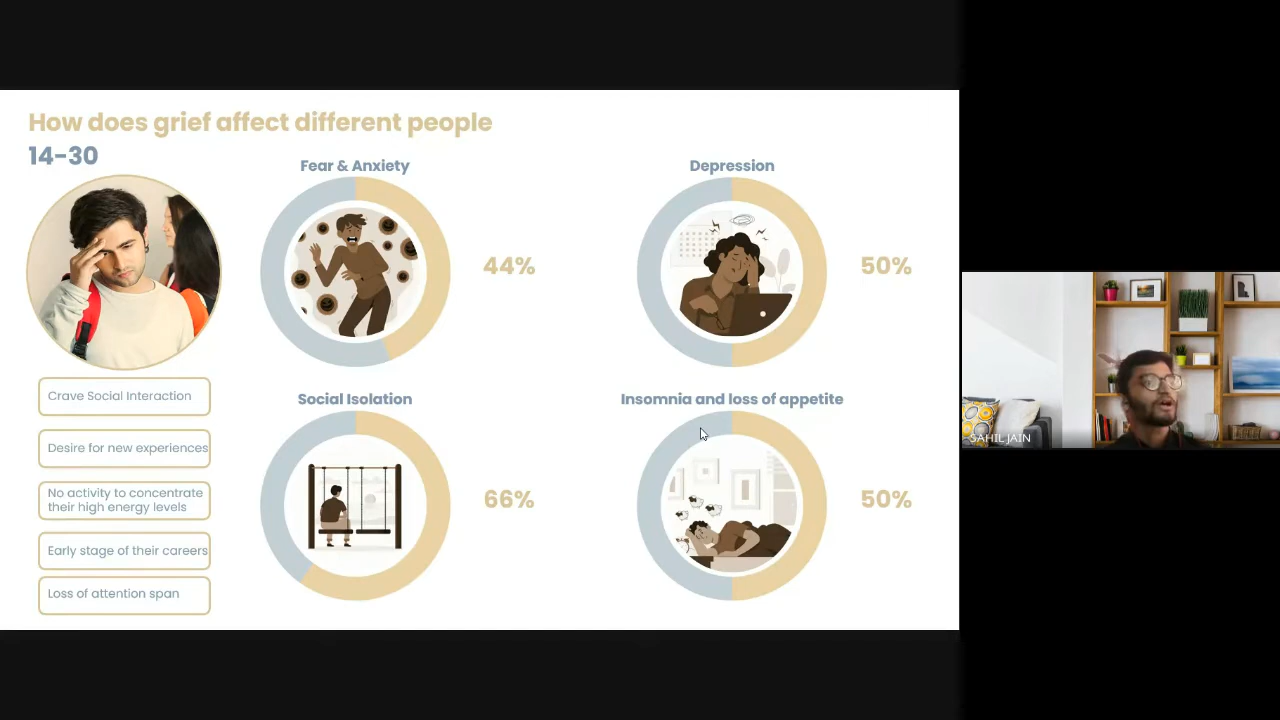 How does grief affect different people
14-30
Fear & Anxiety
44%
Depression
50%
Social Isolation
66%
Insomnia and loss of appetite
50%
Crave Social Interaction
Desire for new experiences
No activity to concentrate
their high energy levels
Early stage of their careers
Loss of attention span
SAHIL JAIN